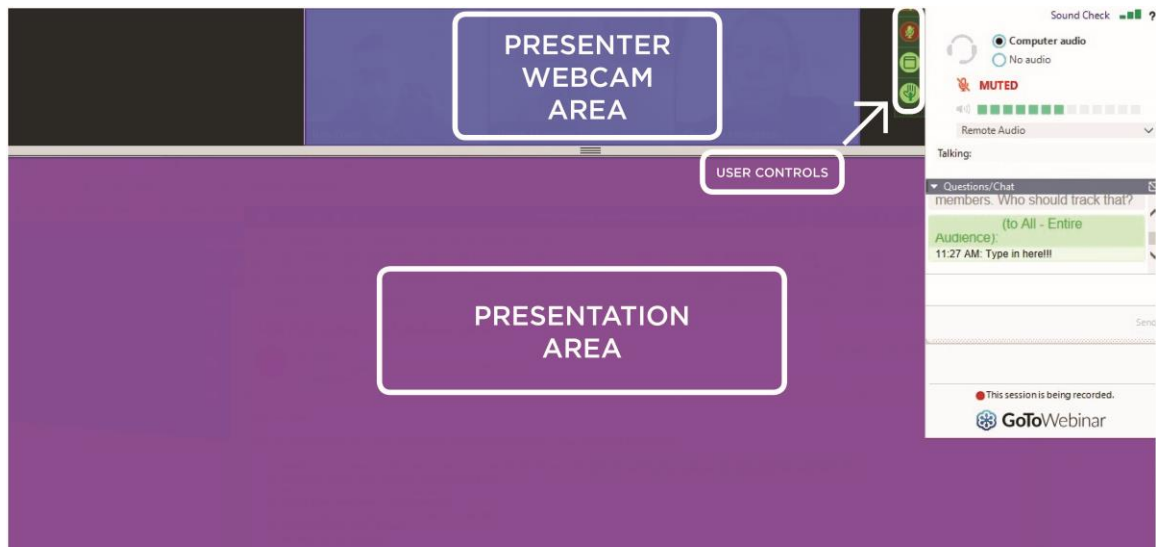 PRESENTER
WEBCAM
AREA
USER CONTROLS
PRESENTATION
AREA
Sound Check ?
Computer audio
No audio
MUTED
Remote Audio
Talking:
Questions/Chat
members. Who should track that?
(to All - Entire
Audience):
11:27 AM: Type in here!!!
Send
This session is being recorded.
GoToWebinar